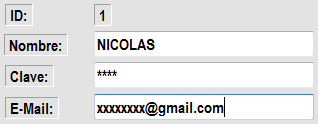 ID: 1
Nombre: NICOLAS
Clave: ****
E-Mail: xxxxxxxx@gmail.com